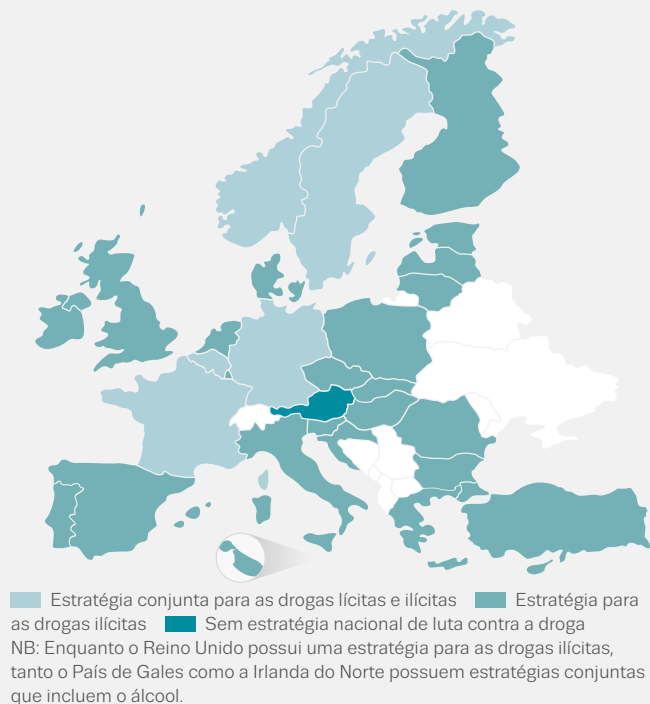 Estratégia conjunta para as drogas lícitas e ilícitas Estratégia para
as drogas ilícitas Sem estratégia nacional de luta contra a droga
NB: Enquanto o Reino Unido possui uma estratégia para as drogas ilícitas,
tanto o País de Gales como a Irlanda do Norte possuem estratégias conjuntas
que incluem o álcool.